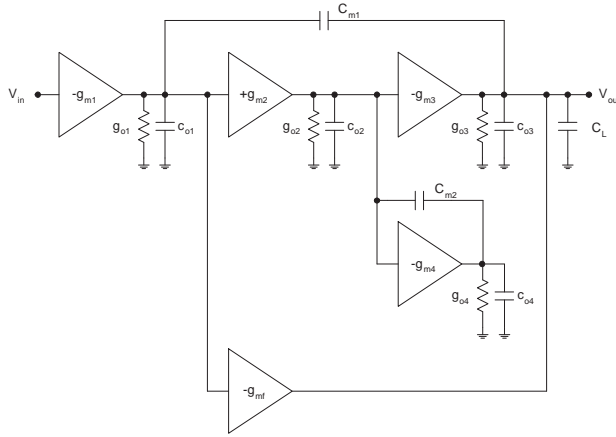 C_m1
V_in
-g_m1
+g_m2
-g_m3
V_ou
g_o1
c_o1
g_o2
c_o2
g_o3
c_o3
C_L
C_m2
-g_m4
g_o4
c_o4
-g_mf